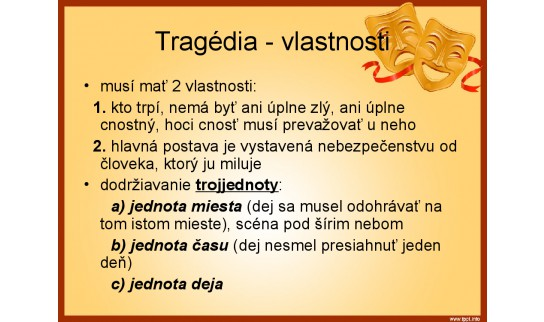 Tragédia - vlastnosti
• musí mať 2 vlastnosti:
1. kto trpí, nemá byť ani úplne zlý, ani úplne
cnostný, hoci cnosť musí prevažovať u neho
2. hlavná postava je vystavená nebezpečenstvu od
človeka, ktorý ju miluje
• dodržiavanie trojjednoty:
a) jednota miesta (dej sa musel odohrávať na
tom istom mieste), scéna pod šírim nebom
b) jednota času (dej nesmel presiahnuť jeden
deň)
c) jednota deja